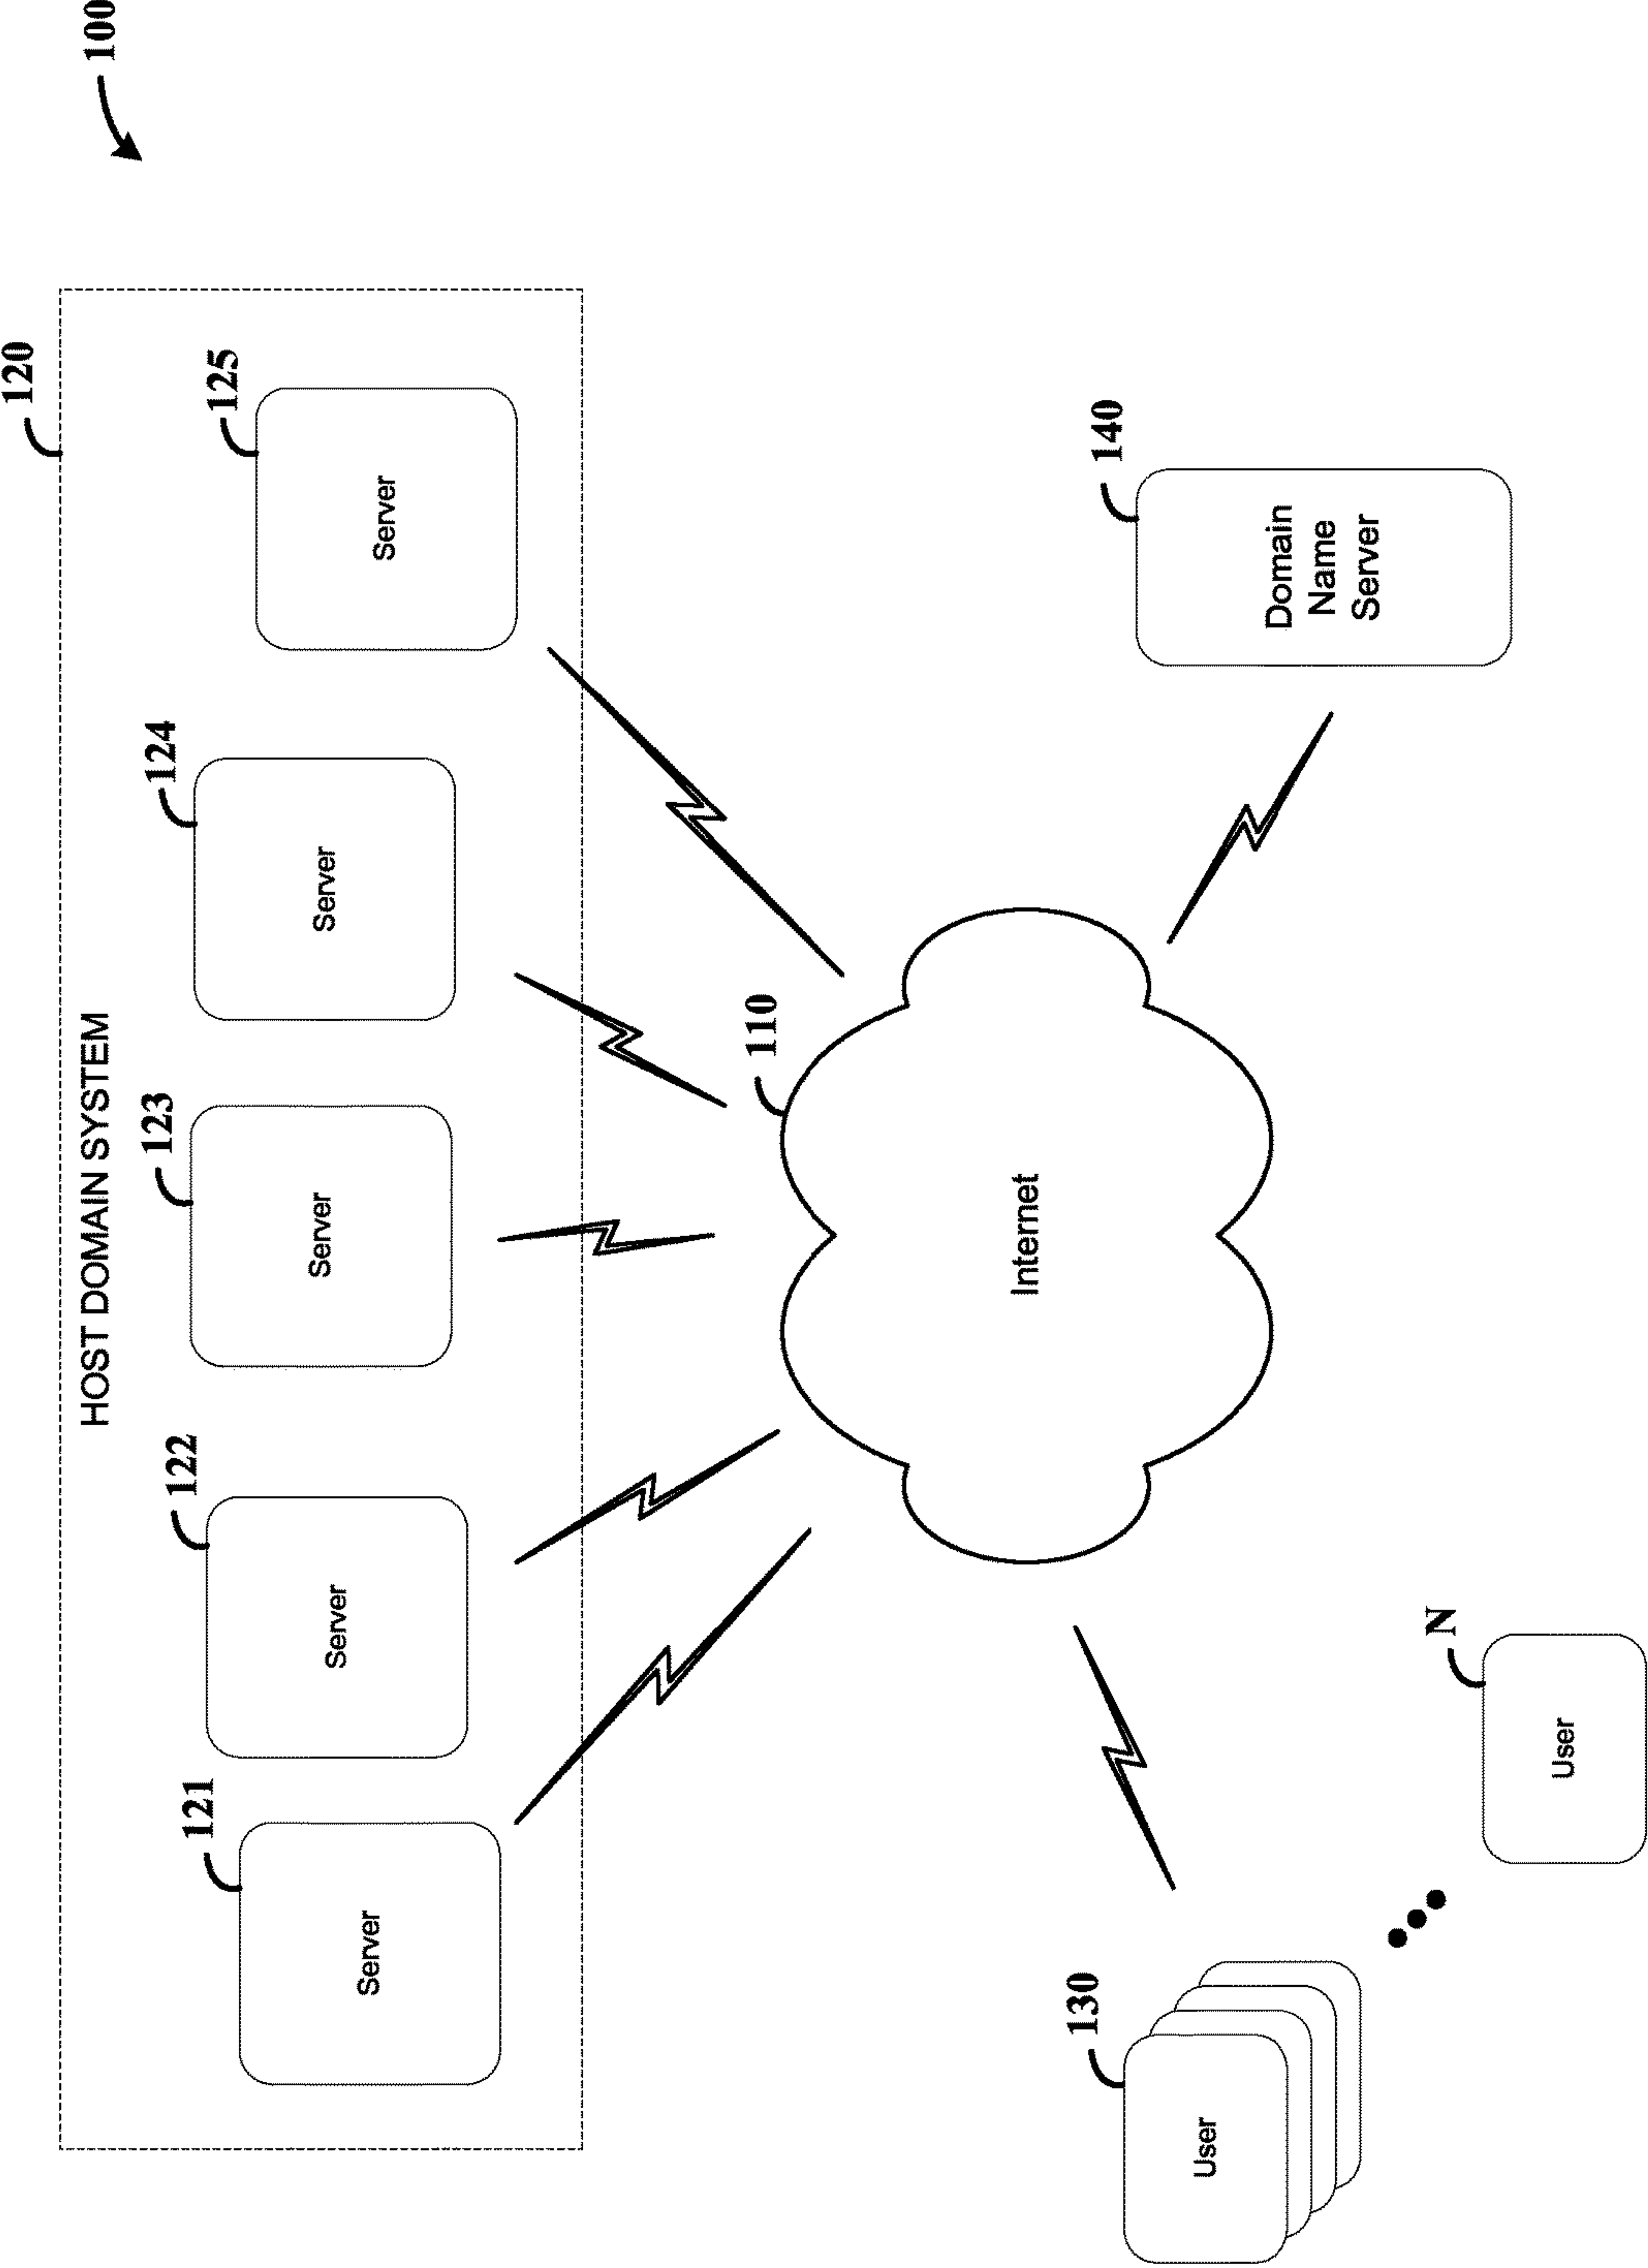 100
120
HOST DOMAIN SYSTEM
121
122
123
124
125
Server
Server
Server
Server
Server
110
Internet
130
User
N
User
140
Domain
Name
Server